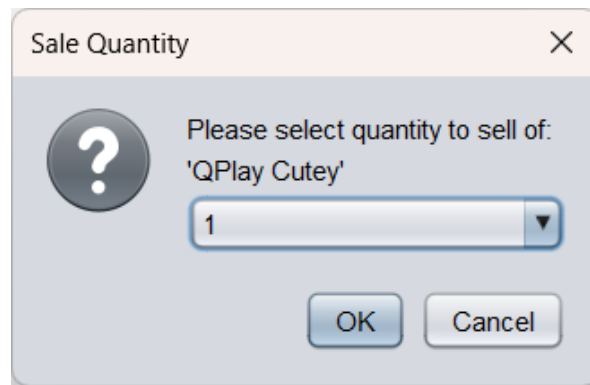 Sale Quantity
Please select quantity to sell of:
'QPlay Cutey'
1
OK Cancel